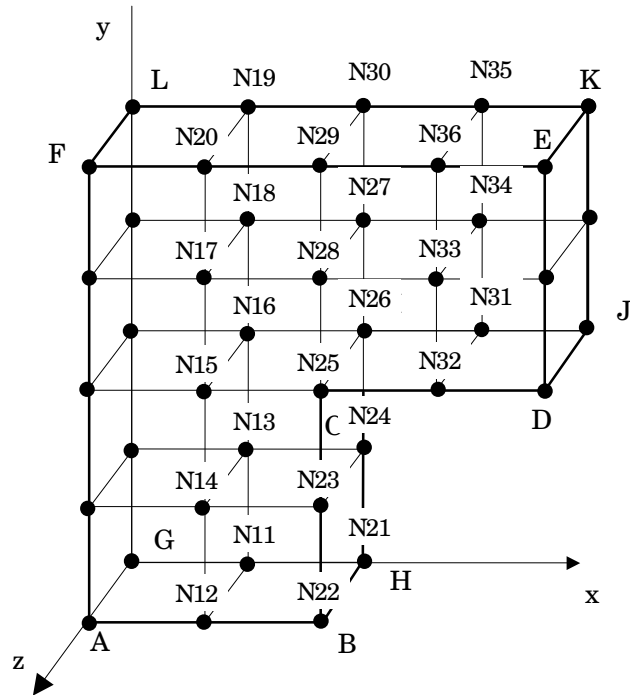 y
L N19 N30 N35 K
F N20 N29 N36 E
N18 N27 N34
N17 N28 N33
N16 N26 N31 J
N15 N25 N32
C N24 D
N13
N14 N23
G N11 N21
N12 N22 H x
A B
z